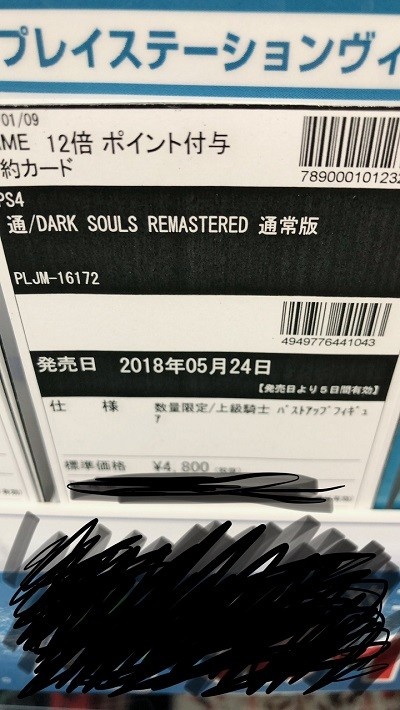 プレイステーションヴィ
/01/09
AME 12倍 ポイント付与
約カード
789000101232
PS4
通/DARK SOULS REMASTERED 通常版
PLJM-16172
4949776441043
発売日 2018年05月24日
【発売日より5日間有効】
仕 様 数量限定/上級騎士 バストアップフィギュ
ア
標準価格 ¥4,800